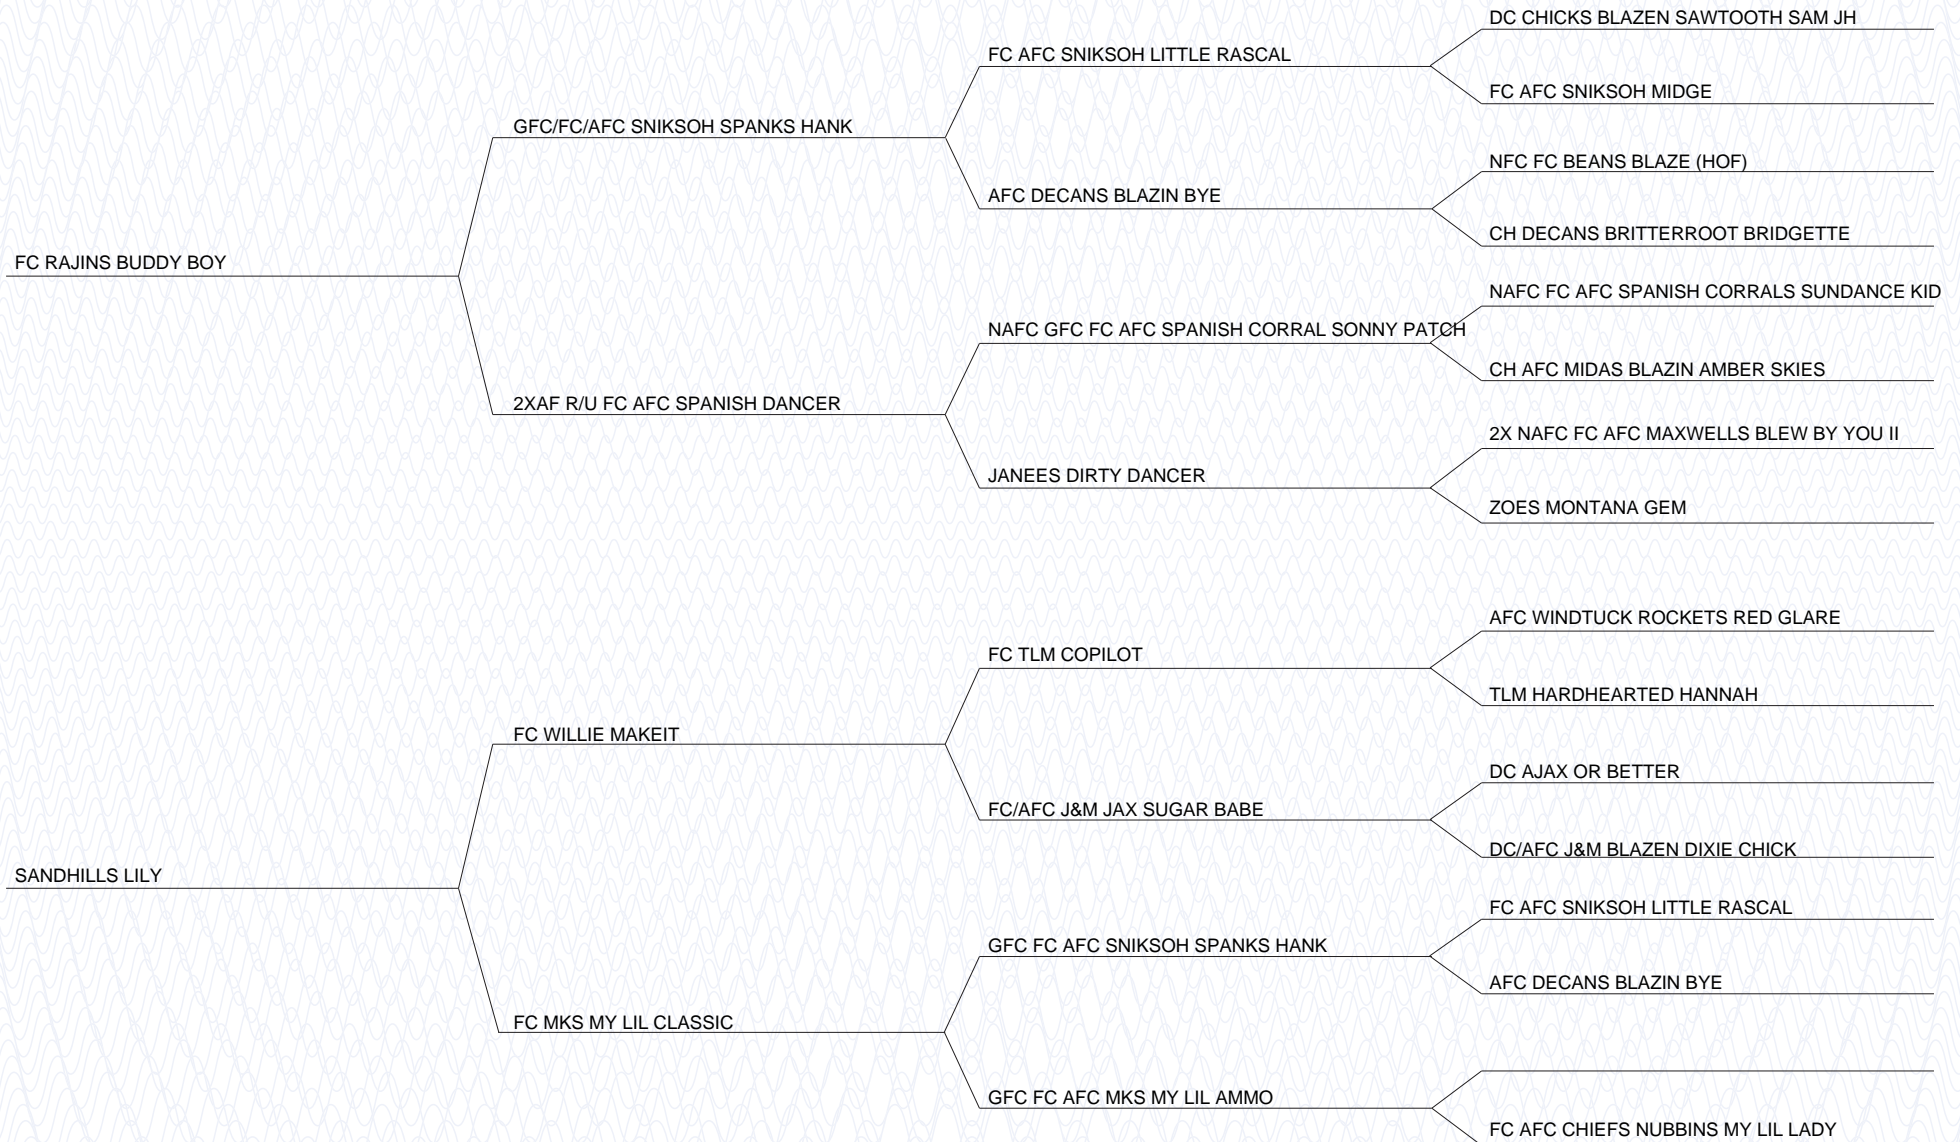 DC CHICKS BLAZEN SAWTOOTH SAM JH
FC AFC SNIKSOH LITTLE RASCAL
FC AFC SNIKSOH MIDGE
GFC/FC/AFC SNIKSOH SPANKS HANK
NFC FC BEANS BLAZE (HOF)
AFC DECANS BLAZIN BYE
CH DECANS BRITTERROOT BRIDGETTE
FC RAJINS BUDDY BOY
NAFC FC AFC SPANISH CORRALS SUNDANCE KID
NAFC GFC FC AFC SPANISH CORRAL SONNY PATCH
CH AFC MIDAS BLAZIN AMBER SKIES
2XAF R/U FC AFC SPANISH DANCER
2X NAFC FC AFC MAXWELLS BLEW BY YOU II
JANEES DIRTY DANCER
ZOES MONTANA GEM
AFC WINDTUCK ROCKETS RED GLARE
FC TLM COPILOT
TLM HARDHEARTED HANNAH
FC WILLIE MAKEIT
DC AJAX OR BETTER
FC/AFC J&M JAX SUGAR BABE
DC/AFC J&M BLAZEN DIXIE CHICK
SANDHILLS LILY
FC AFC SNIKSOH LITTLE RASCAL
GFC FC AFC SNIKSOH SPANKS HANK
AFC DECANS BLAZIN BYE
FC MKS MY LIL CLASSIC
GFC FC AFC MKS MY LIL AMMO
FC AFC CHIEFS NUBBINS MY LIL LADY